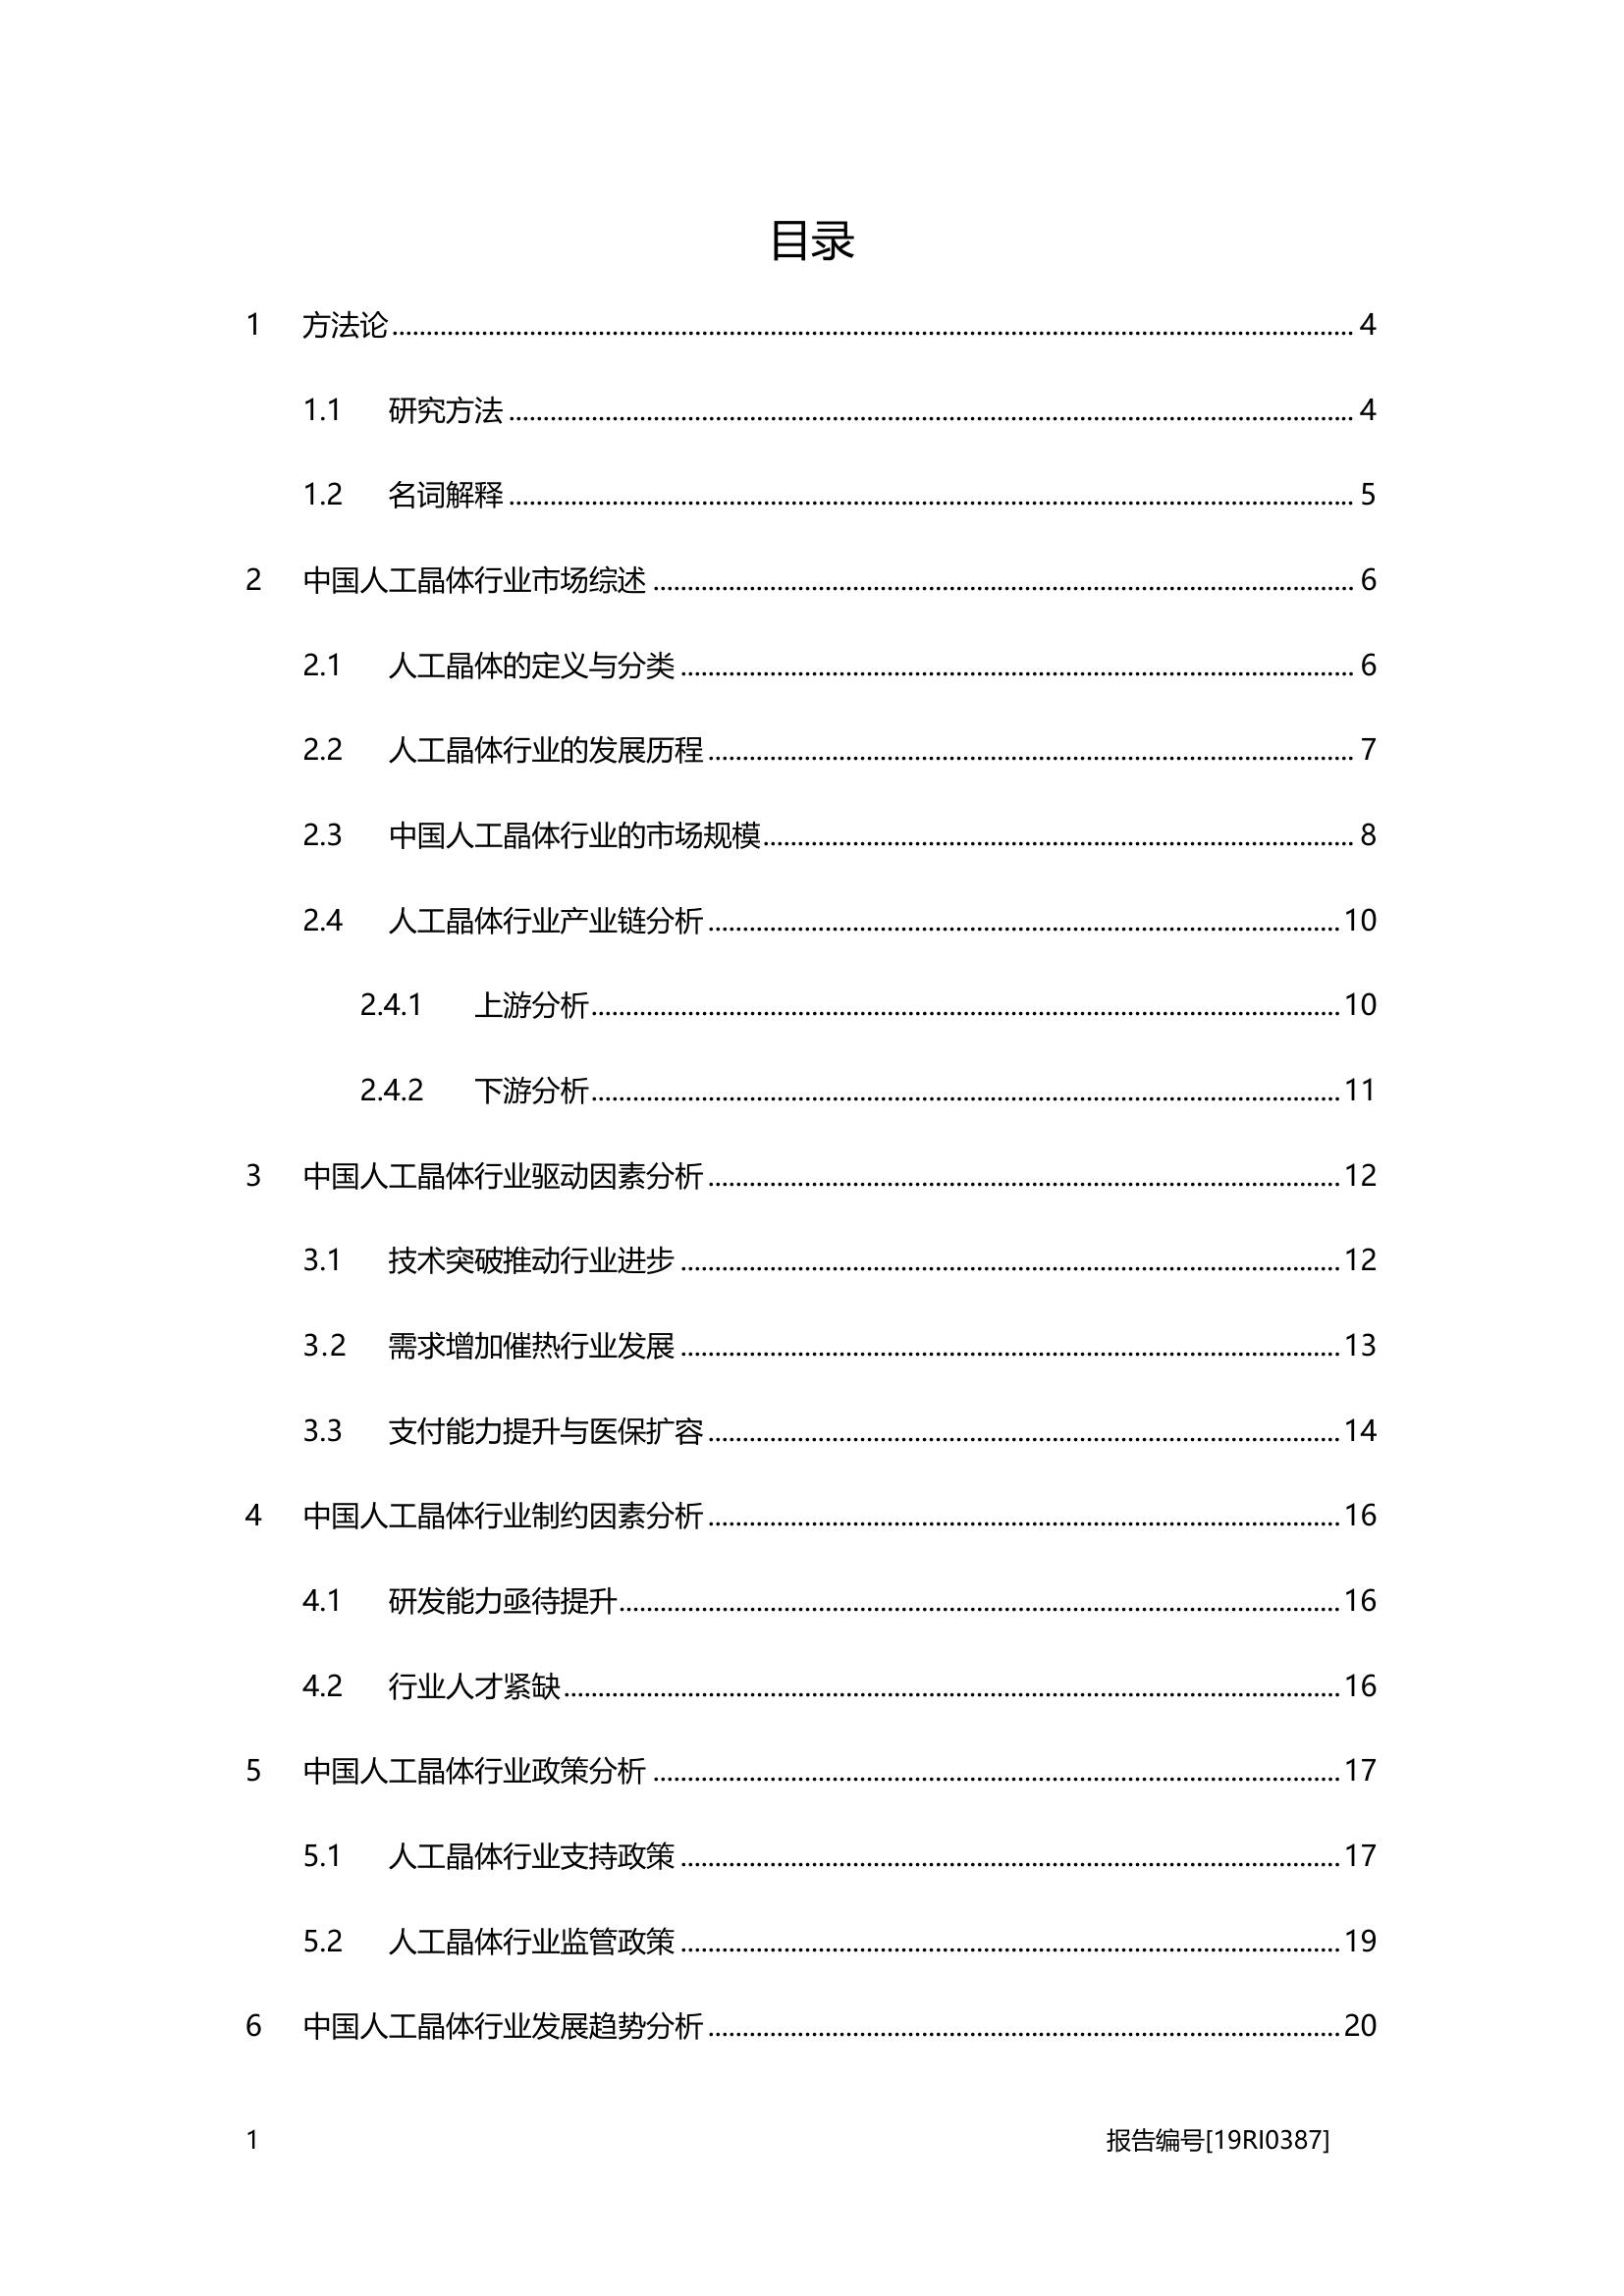 目录
1 方法论 4
1.1 研究方法 4
1.2 名词解释 5
2 中国人工晶体行业市场综述 6
2.1 人工晶体的定义与分类 6
2.2 人工晶体行业的发展历程 7
2.3 中国人工晶体行业的市场规模 8
2.4 人工晶体行业产业链分析 10
2.4.1 上游分析 10
2.4.2 下游分析 11
3 中国人工晶体行业驱动因素分析 12
3.1 技术突破推动行业进步 12
3.2 需求增加催热行业发展 13
3.3 支付能力提升与医保扩容 14
4 中国人工晶体行业制约因素分析 16
4.1 研发能力亟待提升 16
4.2 行业人才紧缺 16
5 中国人工晶体行业政策分析 17
5.1 人工晶体行业支持政策 17
5.2 人工晶体行业监管政策 19
6 中国人工晶体行业发展趋势分析 20
1 报告编号[19RI0387]